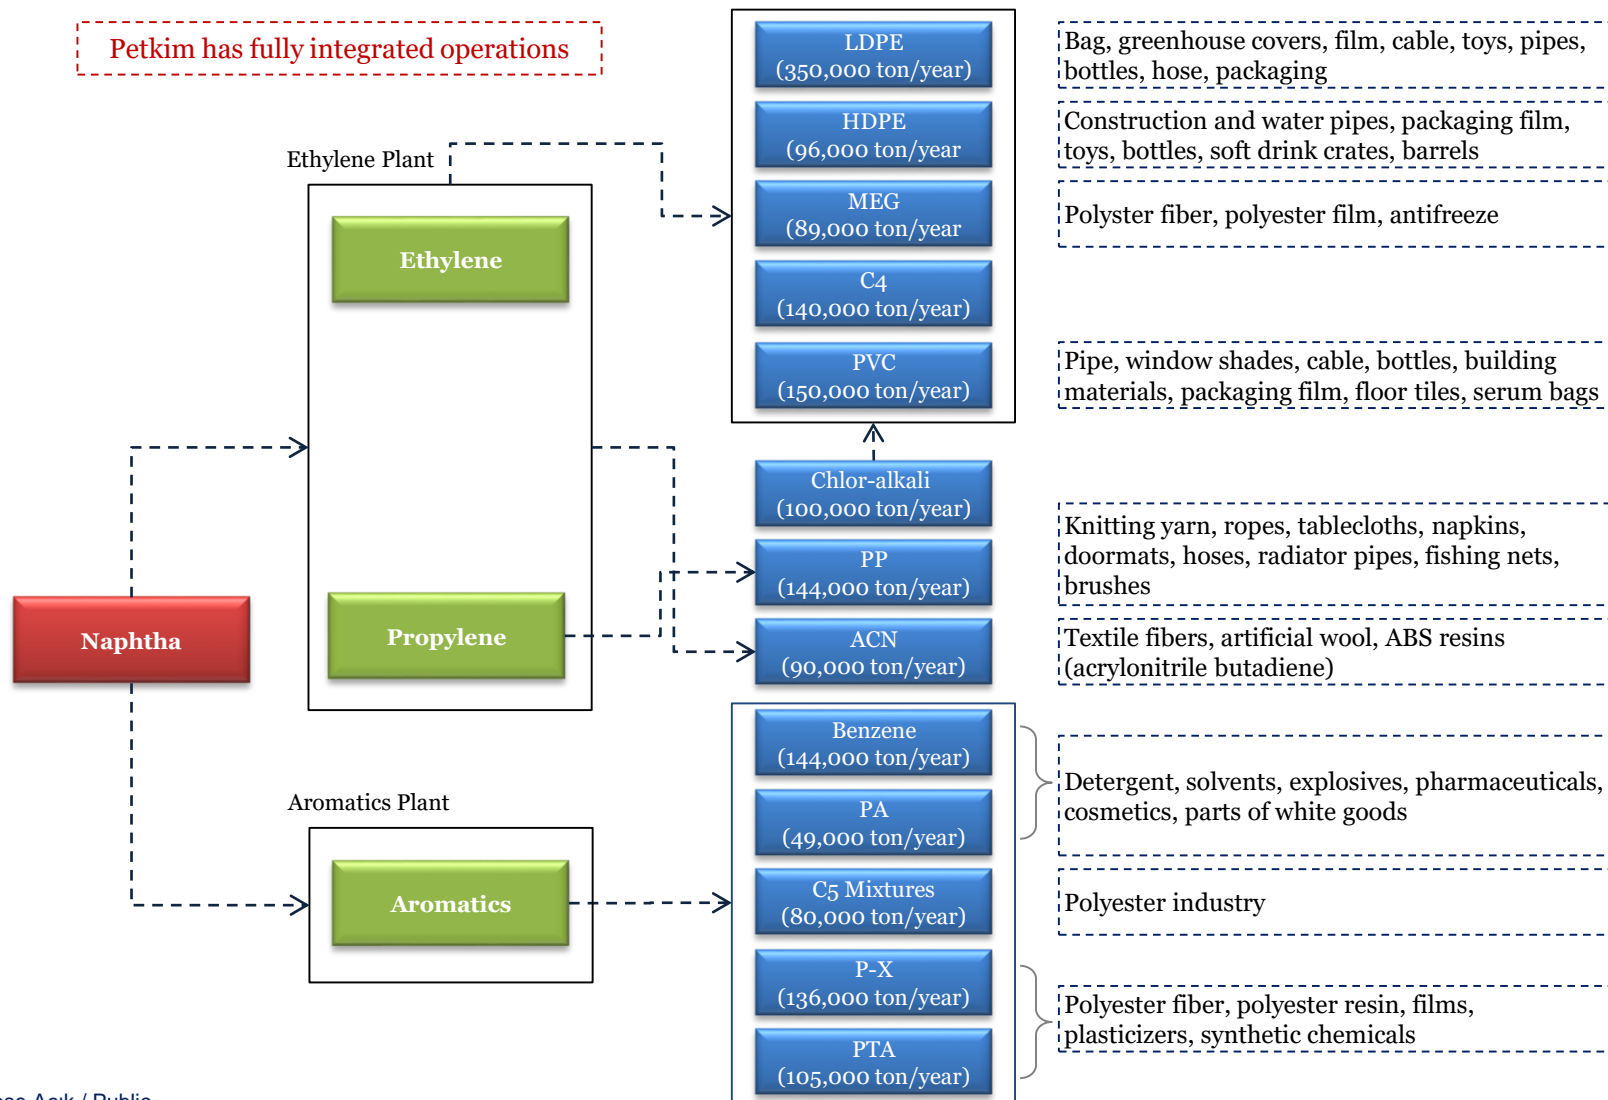 Petkim has fully integrated operations
LDPE
(350,000 ton/year)
Bag, greenhouse covers, film, cable, toys, pipes,
bottles, hose, packaging
HDPE
(96,000 ton/year
Construction and water pipes, packaging film,
toys, bottles, soft drink crates, barrels
Ethylene Plant
MEG
(89,000 ton/year
Polyster fiber, polyester film, antifreeze
Ethylene
C4
(140,000 ton/year)
PVC
(150,000 ton/year)
Pipe, window shades, cable, bottles, building
materials, packaging film, floor tiles, serum bags
Chlor-alkali
(100,000 ton/year)
Knitting yarn, ropes, tablecloths, napkins,
doormats, hoses, radiator pipes, fishing nets,
brushes
PP
(144,000 ton/year)
Naphtha
Propylene
ACN
(90,000 ton/year)
Textile fibers, artificial wool, ABS resins
(acrylonitrile butadiene)
Benzene
(144,000 ton/year)
Detergent, solvents, explosives, pharmaceuticals,
cosmetics, parts of white goods
Aromatics Plant
PA
(49,000 ton/year)
Aromatics
C5 Mixtures
(80,000 ton/year)
Polyester industry
P-X
(136,000 ton/year)
Polyester fiber, polyester resin, films,
plasticizers, synthetic chemicals
PTA
(105,000 ton/year)
Açık / Public